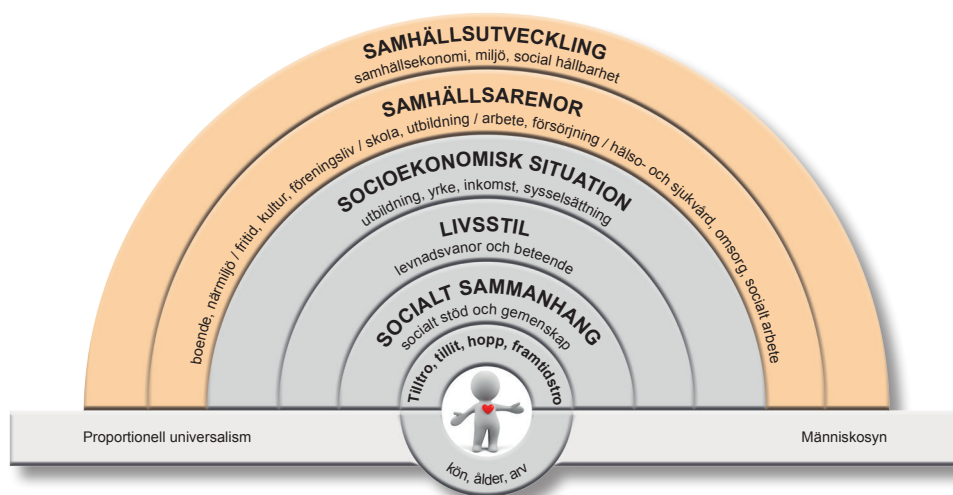 SAMHÄLLSUTVECKLING
samhällsekonomi, miljö, social hållbarhet
SAMHÄLLSARENOR
boende, närmiljö / fritid, kultur, föreningsliv / skola, utbildning / arbete, försörjning / hälso- och sjukvård, omsorg, socialt arbete
SOCIOEKONOMISK SITUATION
utbildning, yrke, inkomst, sysselsättning
LIVSSTIL
levnadsvanor och beteende
SOCIALT SAMMANHANG
socialt stöd och gemenskap
Tilltro, tillit, hopp, framtidstro
Proportionell universalism
Människosyn
kön, ålder, arv